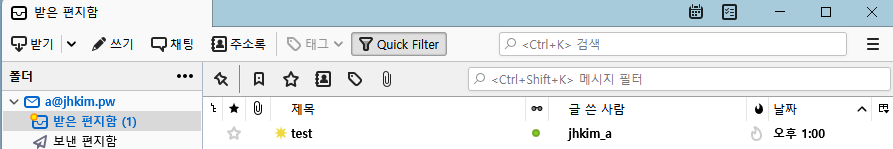 받은 편지함
받기 쓰기 채팅 주소록 태그 Quick Filter <Ctrl+K> 검색
폴더 <Ctrl+Shift+K> 메시지 필터
a@jhkim.pw 제목 글 쓴 사람 날짜
받은 편지함 (1) test jhkim_a 오후 1:00
보낸 편지함